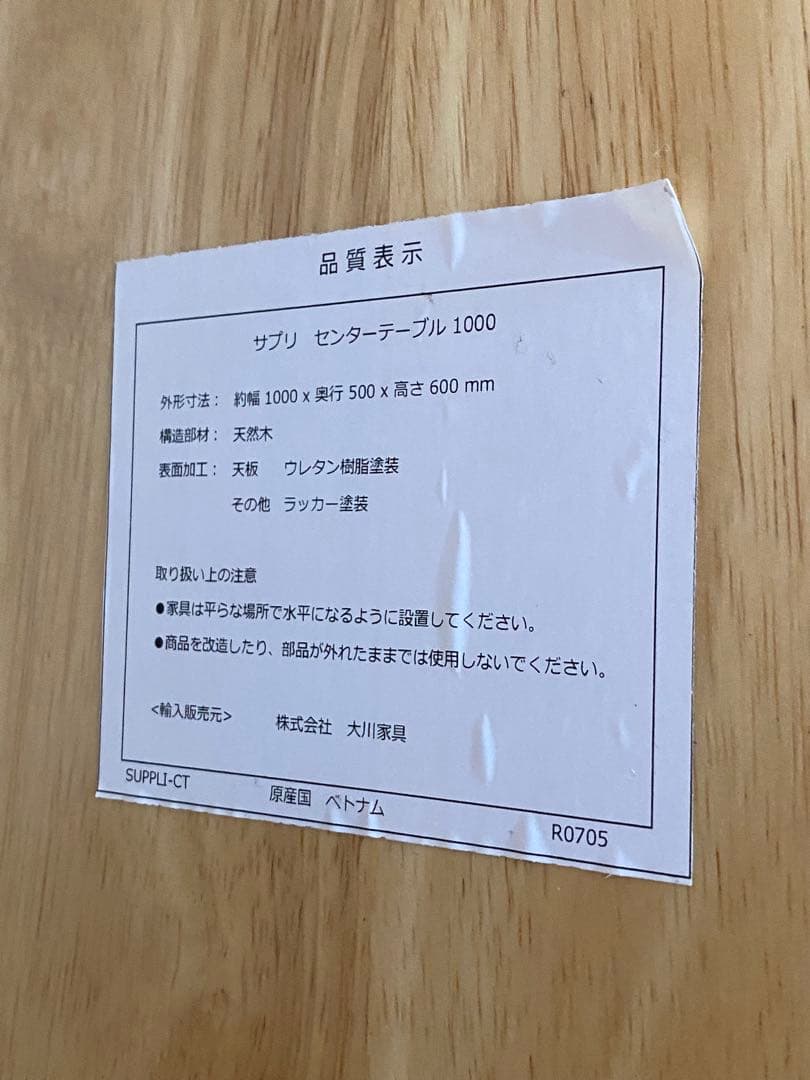 品質表示
サプリ センターテーブル 1000
外形寸法： 約幅 1000 x 奥行 500 x 高さ 600 mm
構造部材： 天然木
表面加工： 天板 ウレタン樹脂塗装
その他 ラッカー塗装
取り扱い上の注意
●家具は平らな場所で水平になるように設置してください。
●商品を改造したり、部品が外れたままでは使用しないでください。
<輸入販売元> 株式会社 大川家具
SUPPLI-CT 原産国 ベトナム R0705